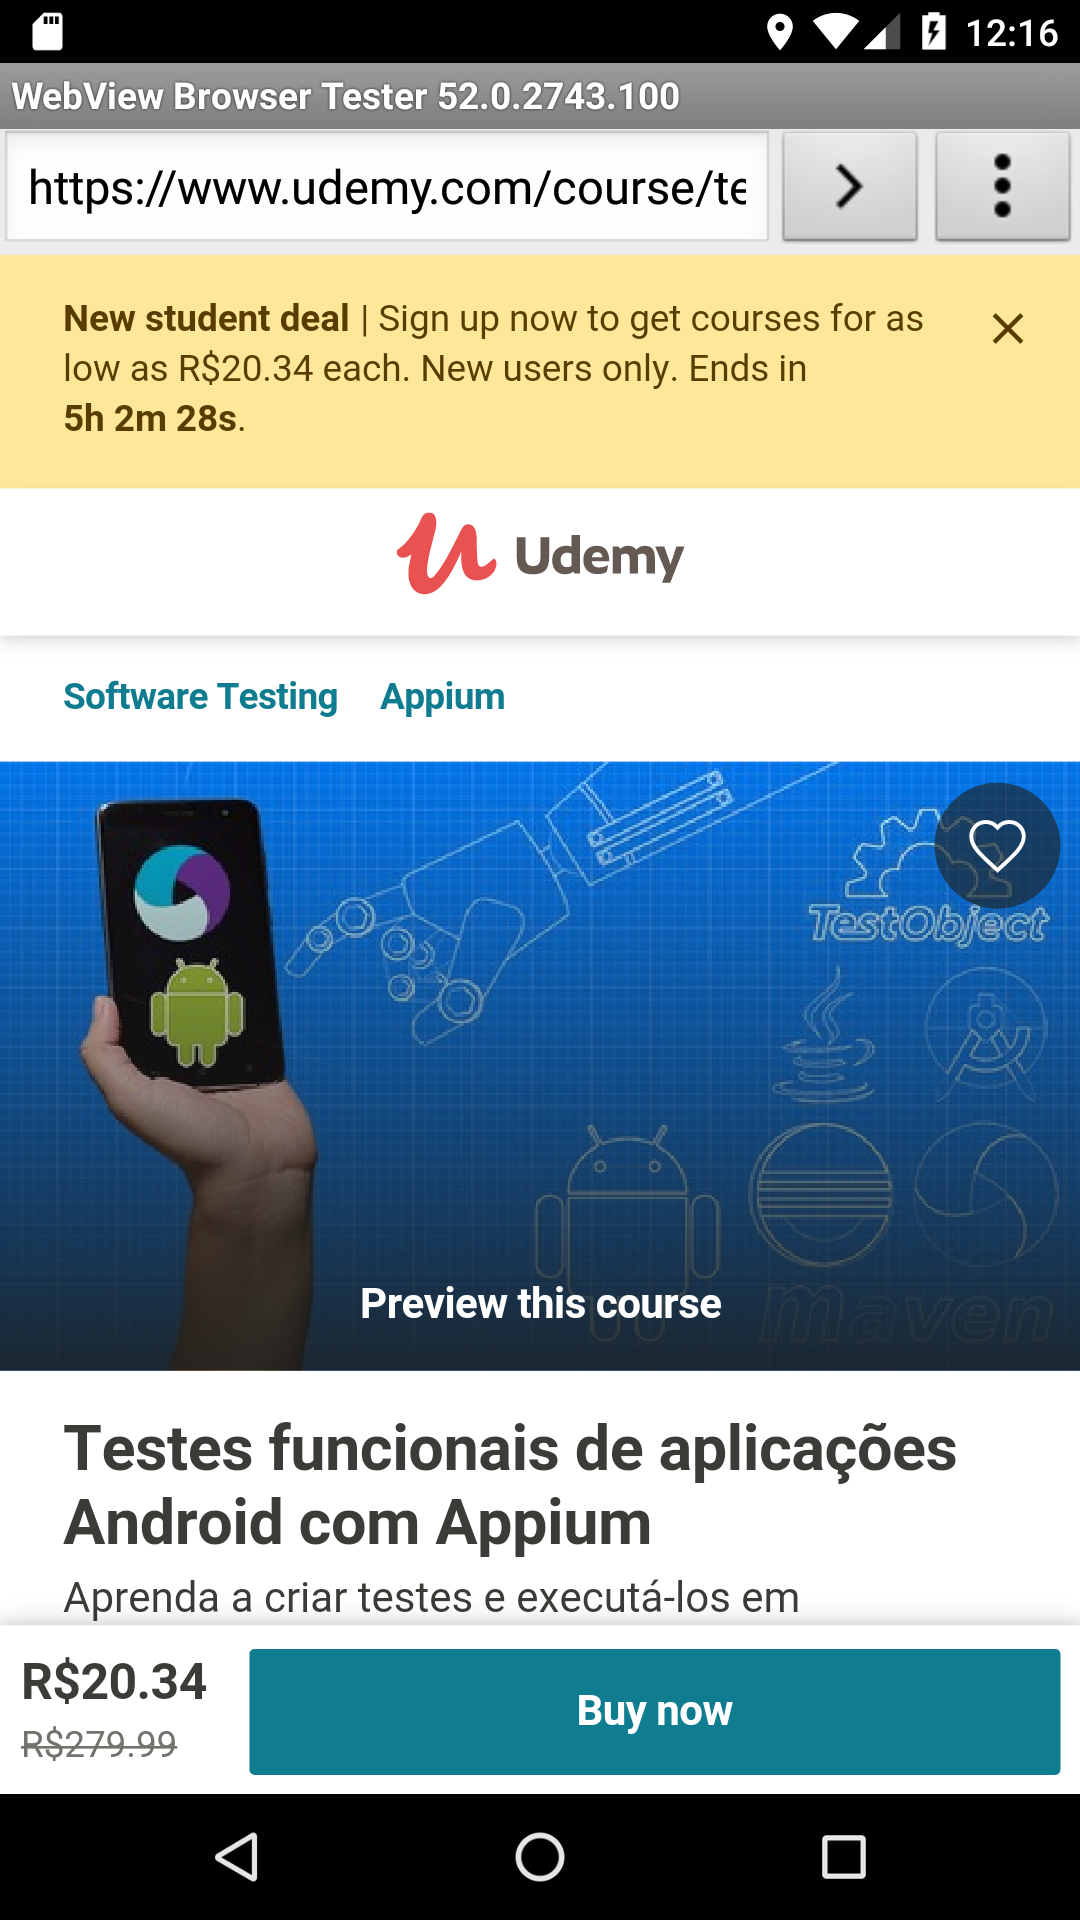 12:16
WebView Browser Tester 52.0.2743.100
https://www.udemy.com/course/te
New student deal | Sign up now to get courses for as
low as R$20.34 each. New users only. Ends in
5h 2m 28s.
Udemy
Software Testing Appium
TestObject
maven
Preview this course
Testes funcionais de aplicações
Android com Appium
Aprenda a criar testes e executá-los em
R$20.34
R$279.99
Buy now